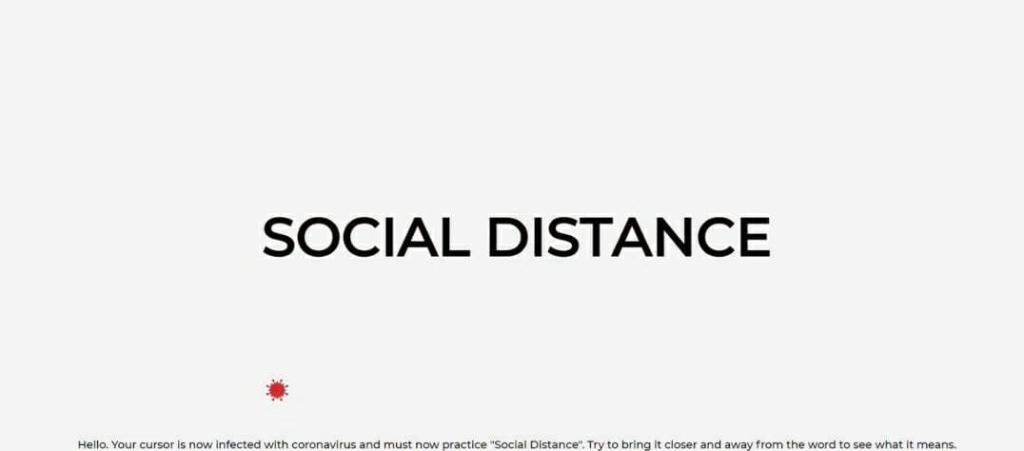 SOCIAL DISTANCE
Hello. Your cursor is now infected with coronavirus and must now practice "Social Distance". Try to bring it closer and away from the word to see what it means.